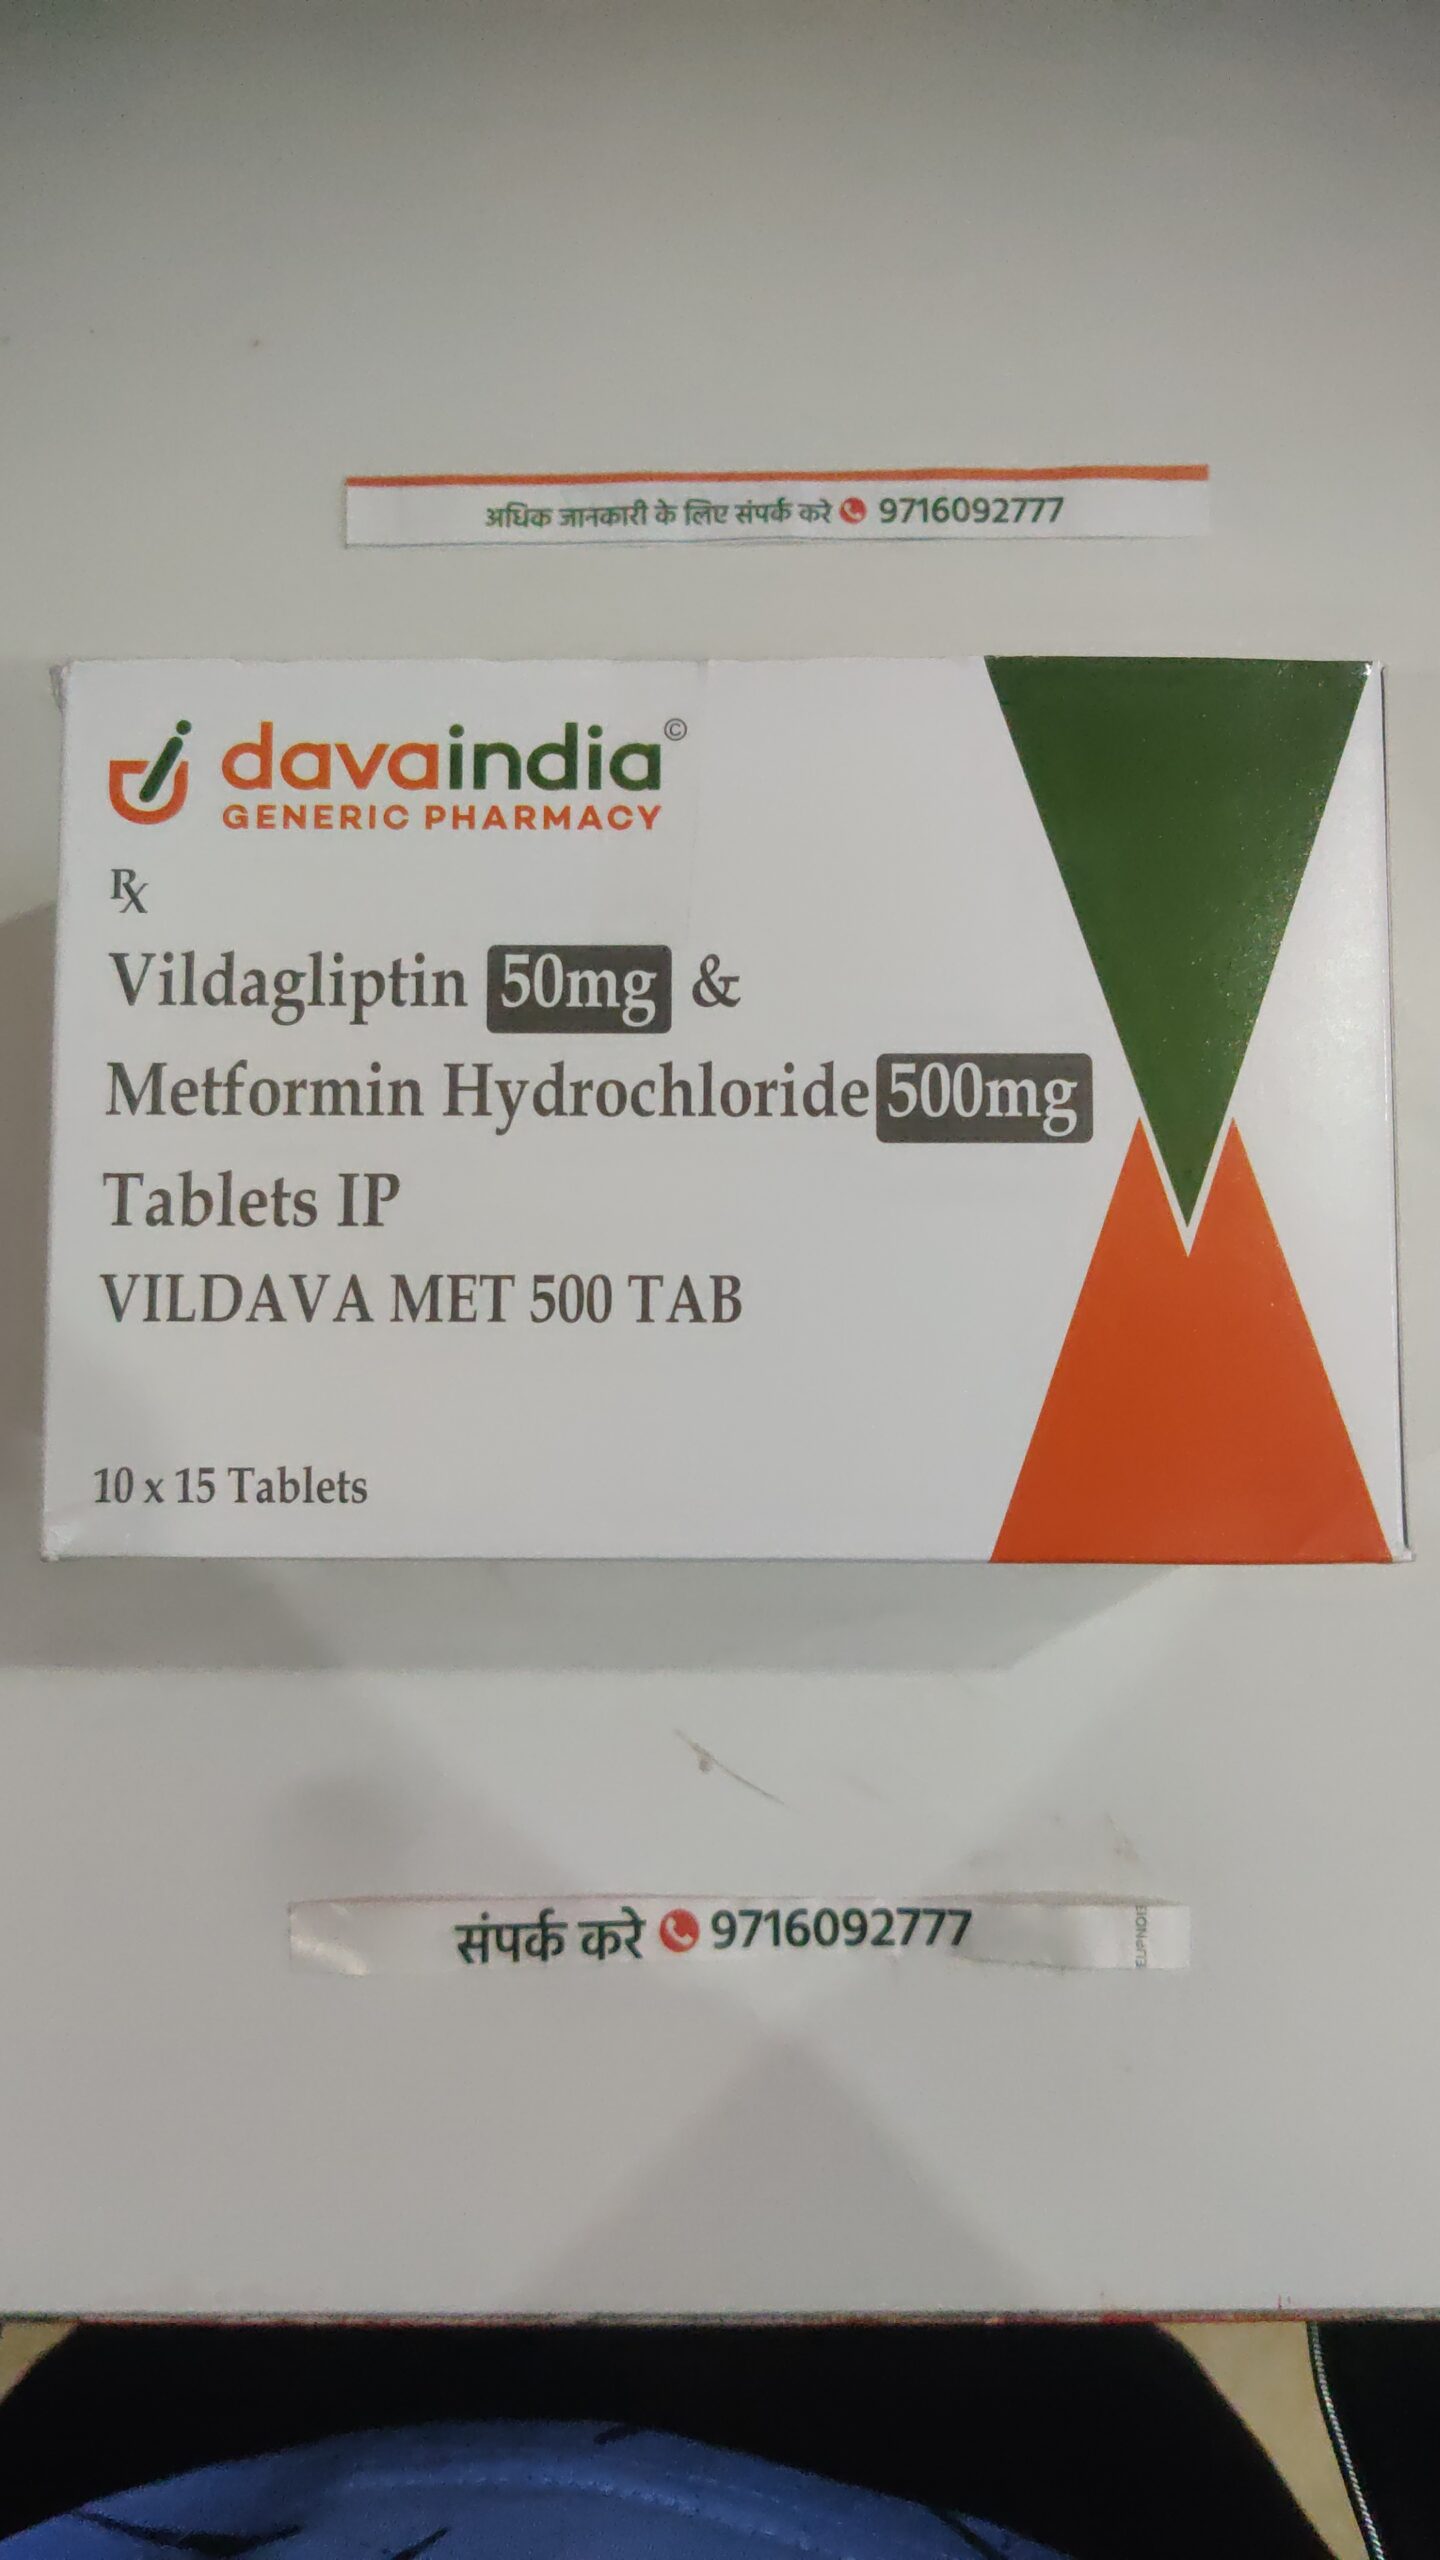 अधिक जानकारी के लिए संपर्क करे 9716092777
davaindia©
GENERIC PHARMACY
Rx
Vildagliptin 50mg &
Metformin Hydrochloride 500mg
Tablets IP
VILDAVA MET 500 TAB
10 x 15 Tablets
संपर्क करे 9716092777